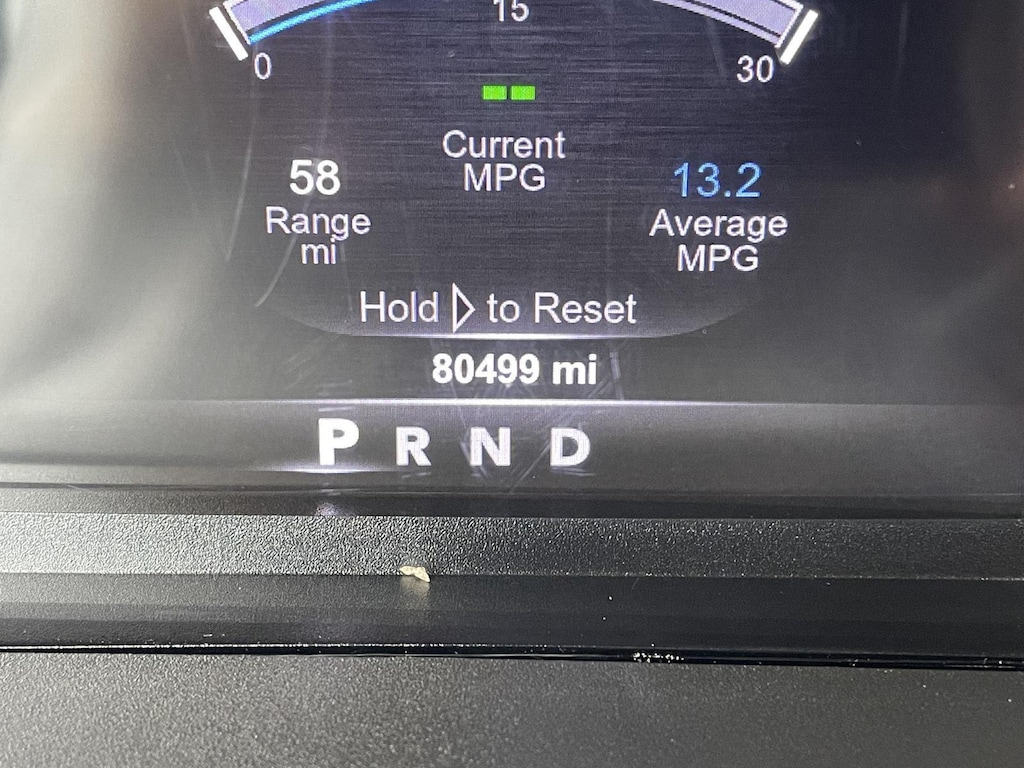 15
0
30
Current
MPG
58
Range
mi
13.2
Average
MPG
Hold ▷ to Reset
80499 mi
P R N D